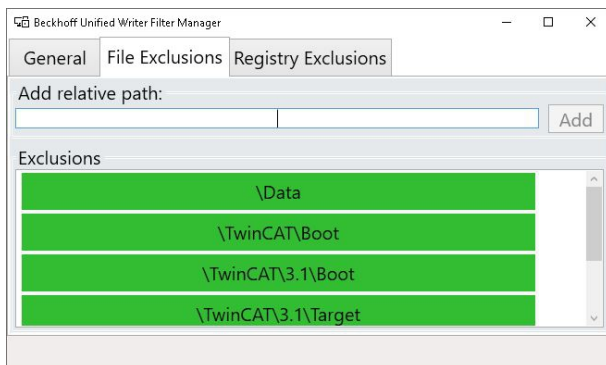 Beckhoff Unified Writer Filter Manager
General File Exclusions Registry Exclusions
Add relative path:
Add
Exclusions
\Data
\TwinCAT\Boot
\TwinCAT\3.1\Boot
\TwinCAT\3.1\Target